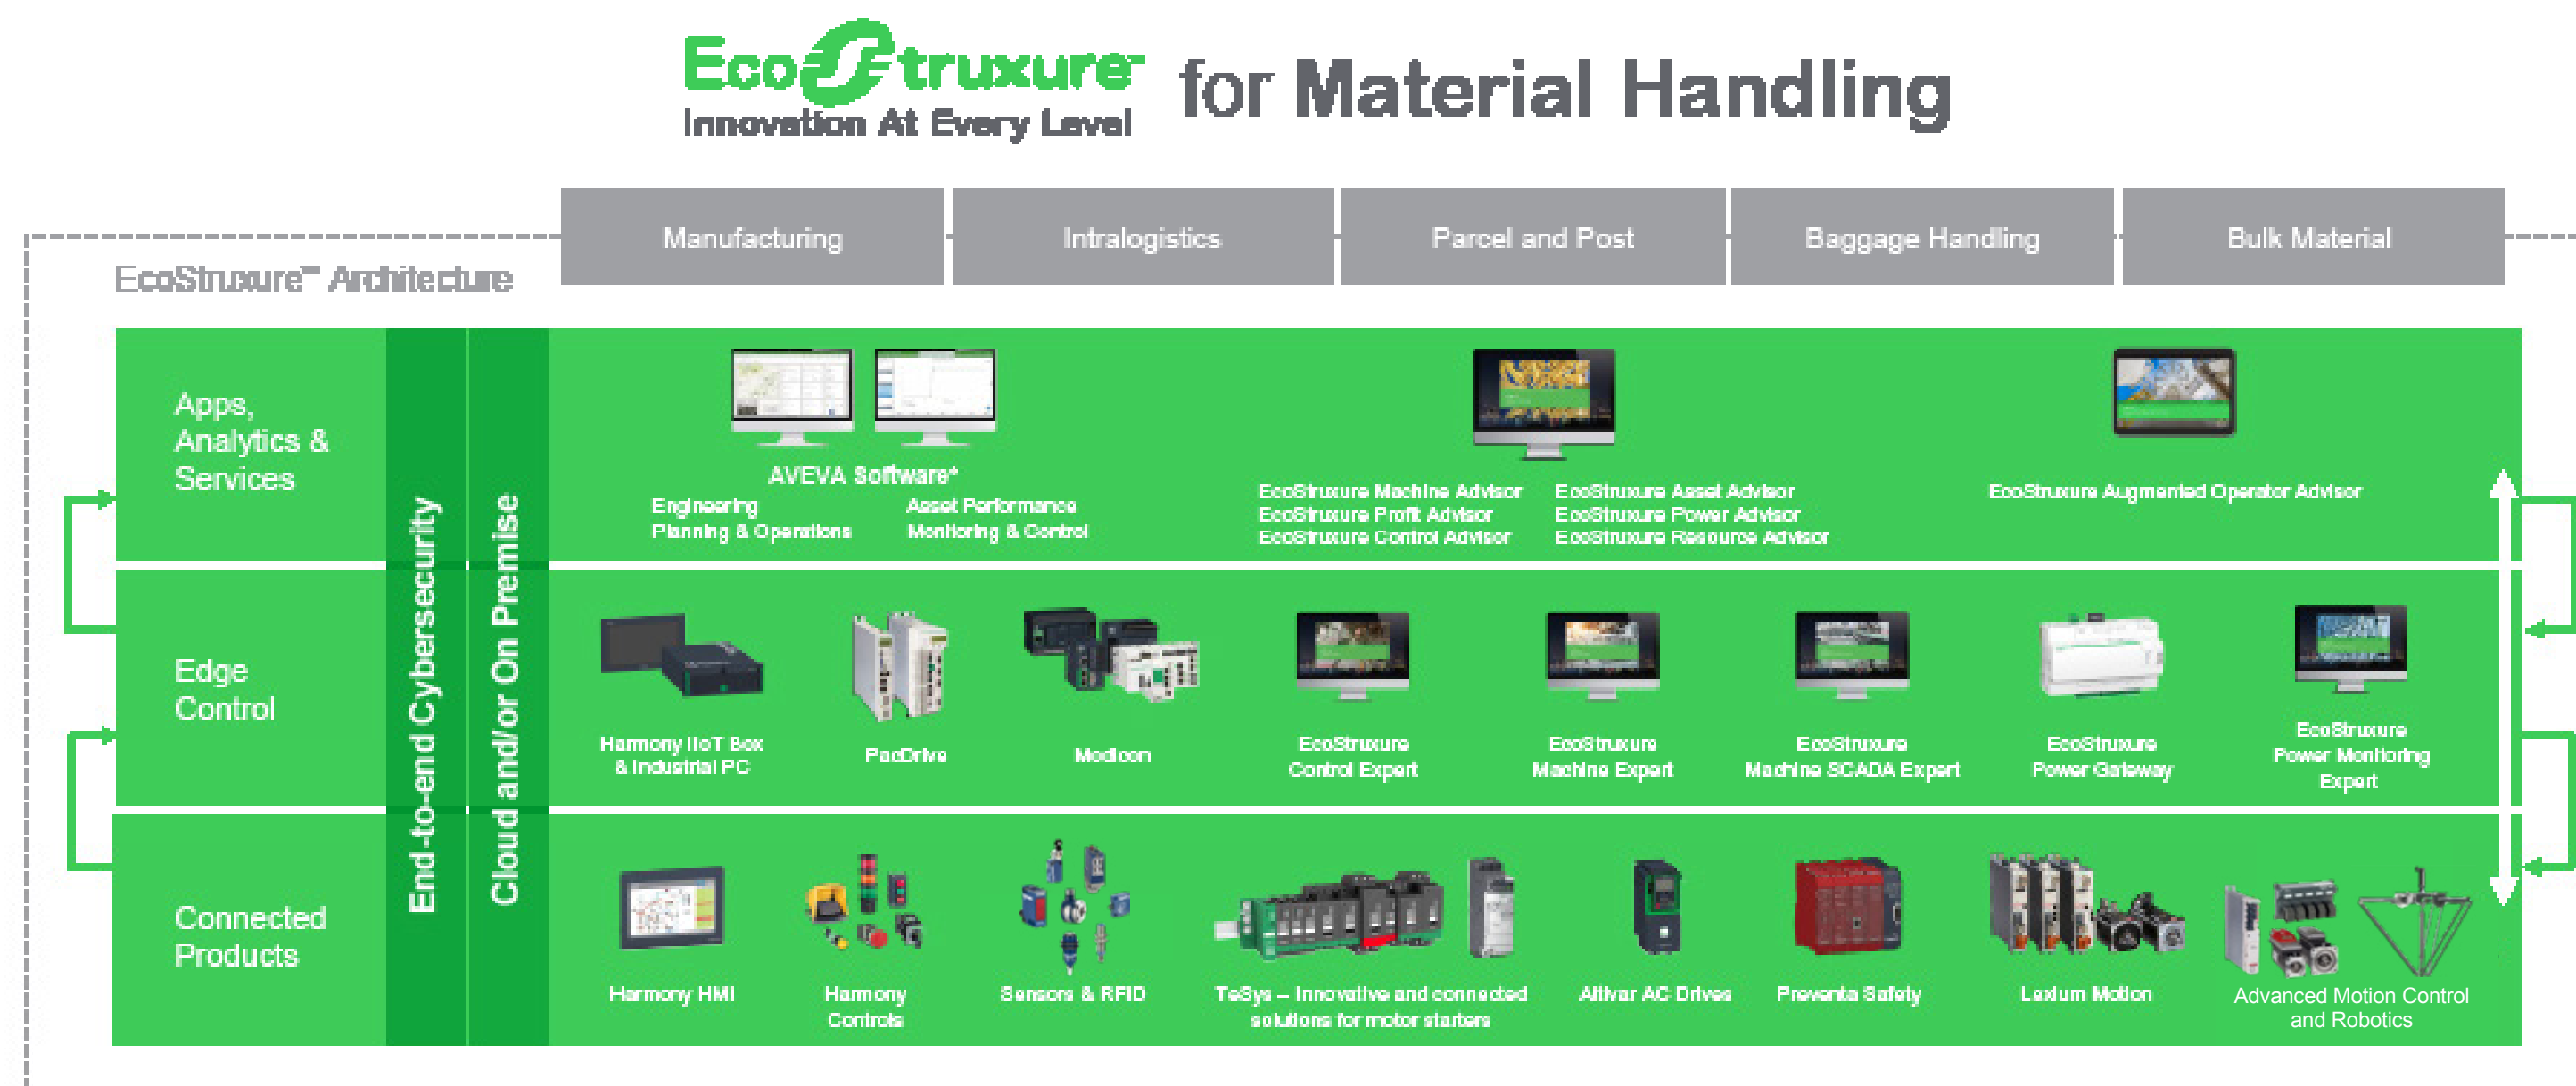 EcoStruxure™ for Material Handling
Innovation At Every Level
Manufacturing
Intralogistics
Parcel and Post
Baggage Handling
Bulk Material
EcoStruxure™ Architecture
Apps,
Analytics &
Services
End-to-end Cybersecurity
Cloud and/or On Premise
AVEVA Software*
Engineering
Planning & Operations
Asset Performance
Monitoring & Control
EcoStruxure Machine Advisor
EcoStruxure Profit Advisor
EcoStruxure Control Advisor
EcoStruxure Asset Advisor
EcoStruxure Power Advisor
EcoStruxure Resource Advisor
EcoStruxure Augmented Operator Advisor
Edge
Control
Harmony IIoT Box
& Industrial PC
PacDrive
Modicon
EcoStruxure
Control Expert
EcoStruxure
Machine Expert
EcoStruxure
Machine SCADA Expert
EcoStruxure
Power Gateway
EcoStruxure
Power Monitoring
Expert
Connected
Products
Harmony HMI
Harmony
Controls
Sensors & RFID
TeSys – Innovative and connected
solutions for motor starters
Altivar AC Drives
Preventa Safety
Lexium Motion
Advanced Motion Control
and Robotics